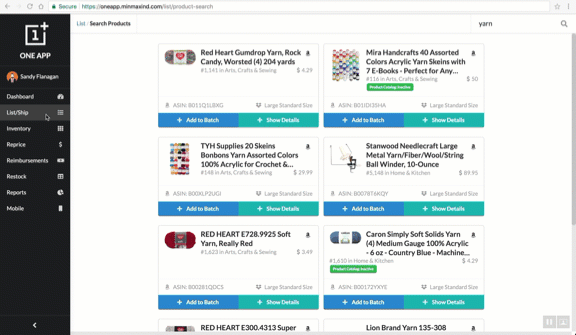 Secure https://oneapp.minmaxind.com/list/product-search
1+
ONE APP
Sandy Flanagan
Dashboard
List/Ship
Inventory
Reprice
Reimbursements
Restock
Reports
Mobile
List / Search Products
yarn
Red Heart Gumdrop Yarn, Rock
Candy, Worsted (4) 204 yards
#1,141 in Arts, Crafts & Sewing
$ 4.29
ASIN: B011Q1L8XG
Large Standard Size
+ Add to Batch
+ Show Details
Mira Handcrafts 40 Assorted
Colors Acrylic Yarn Skeins with
7 E-Books - Perfect for Any...
#116 in Arts, Crafts & Sewing
$ 50
Product Catalog Inactive
ASIN: B01IDI3SHA
Large Standard Size
+ Add to Batch
+ Show Details
TYH Supplies 20 Skeins
Bonbons Yarn Assorted Colors
100% Acrylic for Crochet &...
#148 in Arts, Crafts & Sewing
$ 29.99
ASIN: B00XLP2UGI
Large Standard Size
+ Add to Batch
+ Show Details
Stanwood Needlecraft Large
Metal Yarn/Fiber/Wool/String
Ball Winder, 10-Ounce
#5,148 in Home & Kitchen
$ 89.95
ASIN: B0078T6KQY
Large Standard Size
+ Add to Batch
+ Show Details
RED HEART E728.9925 Soft
Yarn, Really Red
#1,623 in Arts, Crafts & Sewing
$ 3.49
ASIN: B00281QDCS
Large Standard Size
+ Add to Batch
+ Show Details
Caron Simply Soft Solids Yarn
(4) Medium Gauge 100% Acrylic
- 6 oz - Country Blue - Machine...
#1,610 in Home & Kitchen
$ 4.29
Product Catalog Inactive
ASIN: B00172YXYE
Large Standard Size
+ Add to Batch
+ Show Details
RED HEART E300.4313 Super
Lion Brand Yarn 135-308